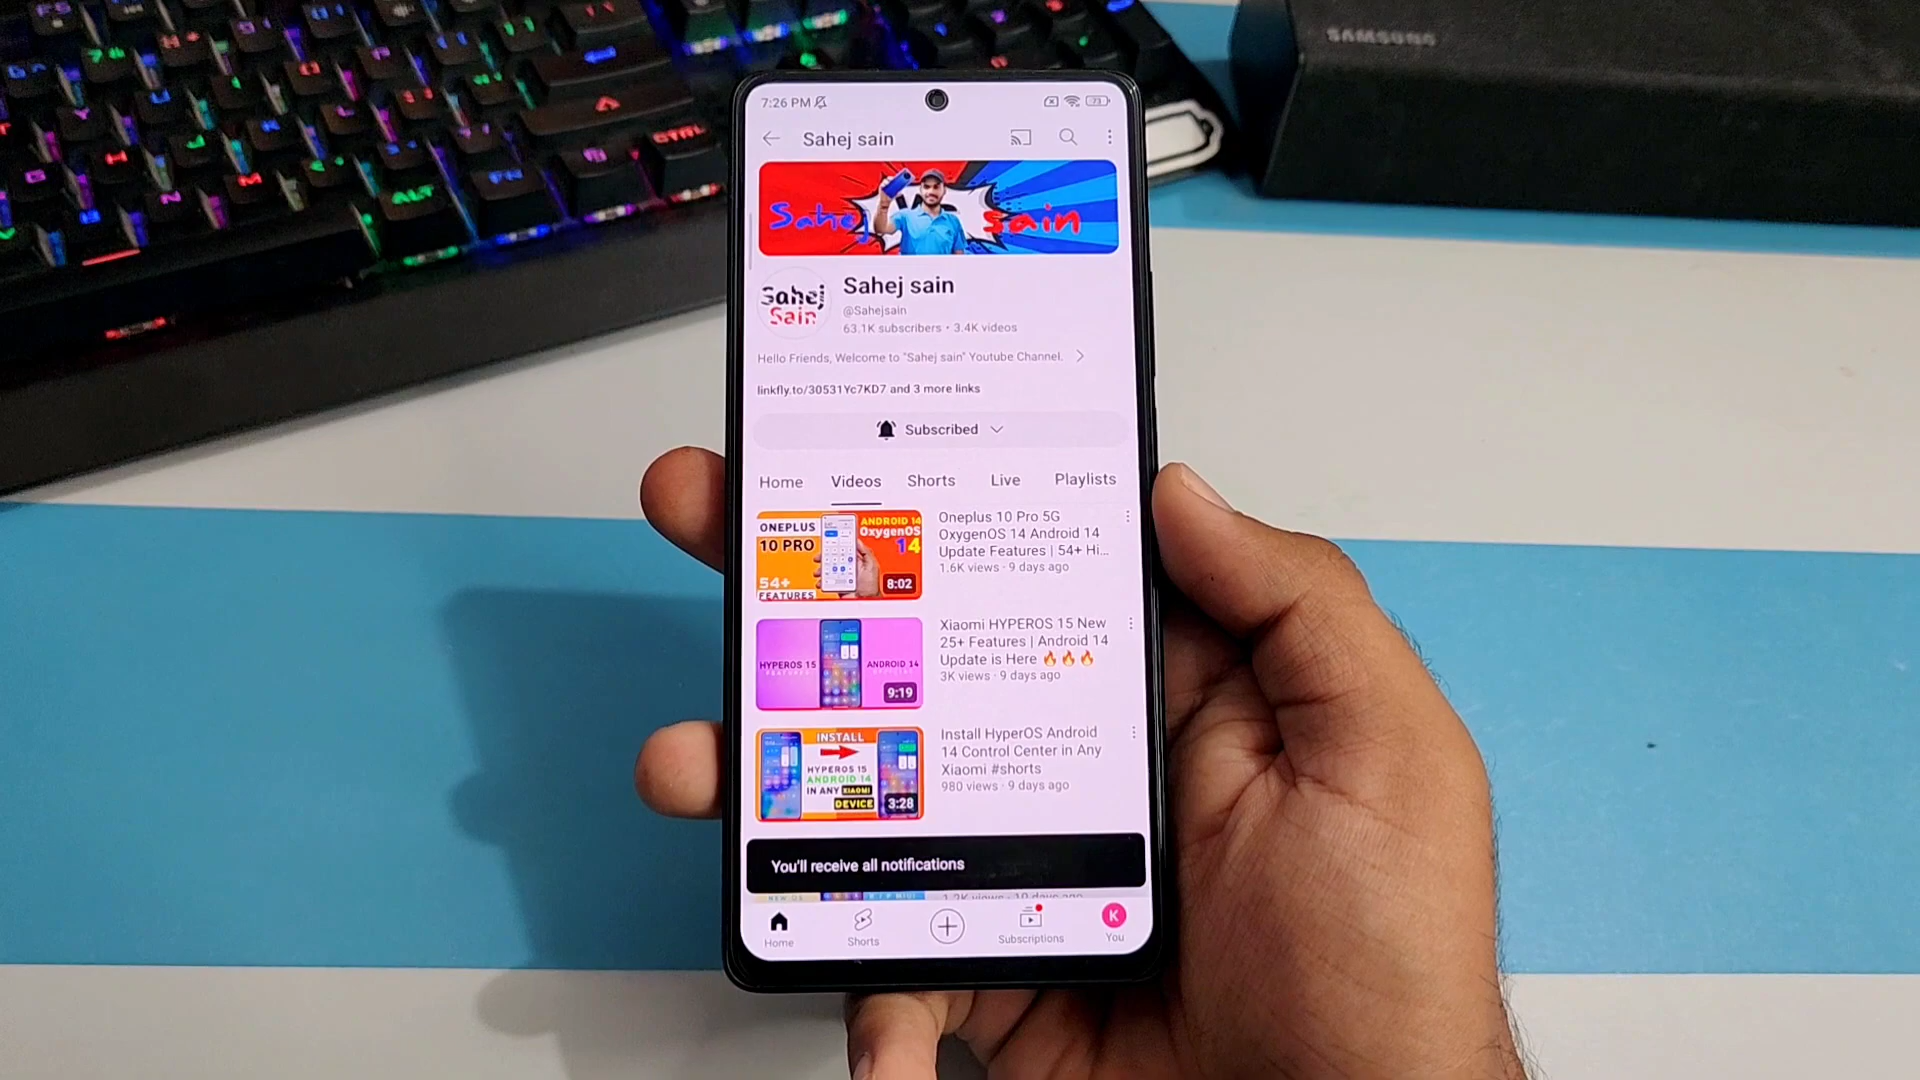 SAMSUNG
ALT
FN
CTRL
7:26 PM
73
Sahej sain
Sahej sain
Sahej
Sain
Sahej sain
@Sahejsain
63.1K subscribers • 3.4K videos
Hello Friends, Welcome to "Sahej sain" Youtube Channel.
linkfly.to/30531Yc7KD7 and 3 more links
Subscribed
Home Videos Shorts Live Playlists
ONEPLUS
10 PRO
54+
FEATURES
ANDROID 14
OxygenOS
14
8:02
Oneplus 10 Pro 5G
OxygenOS 14 Android 14
Update Features | 54+ Hi...
1.6K views · 9 days ago
HYPEROS 15
FEATURES
ANDROID 14
9:19
Xiaomi HYPEROS 15 New
25+ Features | Android 14
Update is Here 🔥🔥🔥
3K views · 9 days ago
INSTALL
HYPEROS 15
ANDROID 14
IN ANY XIAOMI
DEVICE
3:28
Install HyperOS Android
14 Control Center in Any
Xiaomi #shorts
980 views · 9 days ago
You'll receive all notifications
Home Shorts Subscriptions You
K